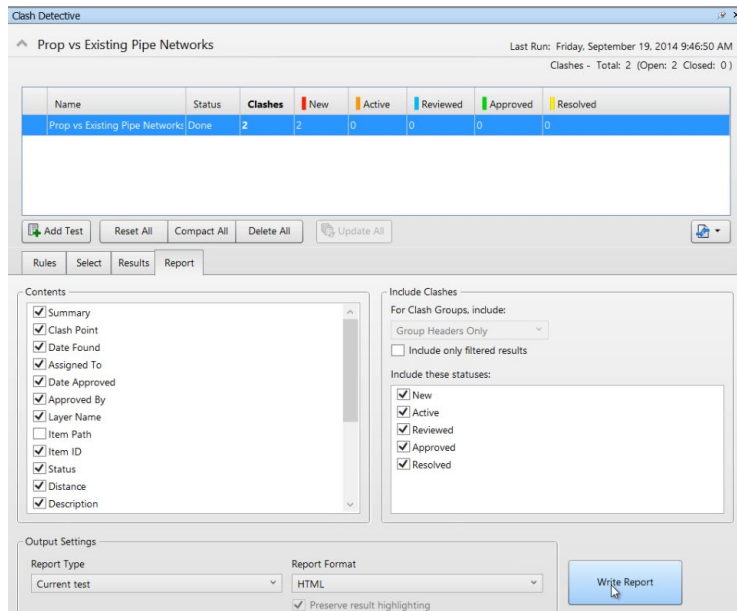 Clash Detective
Prop vs Existing Pipe Networks
Last Run: Friday, September 19, 2014 9:46:50 AM
Clashes - Total: 2 (Open: 2 Closed: 0)
Name Status Clashes New Active Reviewed Approved Resolved
Prop vs Existing Pipe Networks Done 2 2 0 0 0 0
Add Test Reset All Compact All Delete All Update All
Rules Select Results Report
Contents
Summary
Clash Point
Date Found
Assigned To
Date Approved
Approved By
Layer Name
Item Path
Item ID
Status
Distance
Description
Include Clashes
For Clash Groups, include:
Group Headers Only
Include only filtered results
Include these statuses:
New
Active
Reviewed
Approved
Resolved
Output Settings
Report Type
Current test
Report Format
HTML
Preserve result highlighting
Write Report